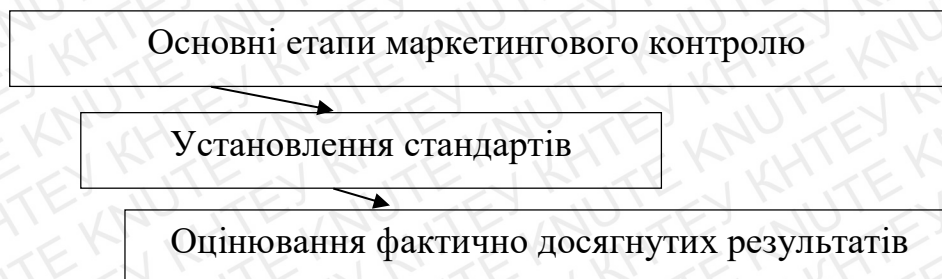 Основні етапи маркетингового контролю
Установлення стандартів
Оцінювання фактично досягнутих результатів